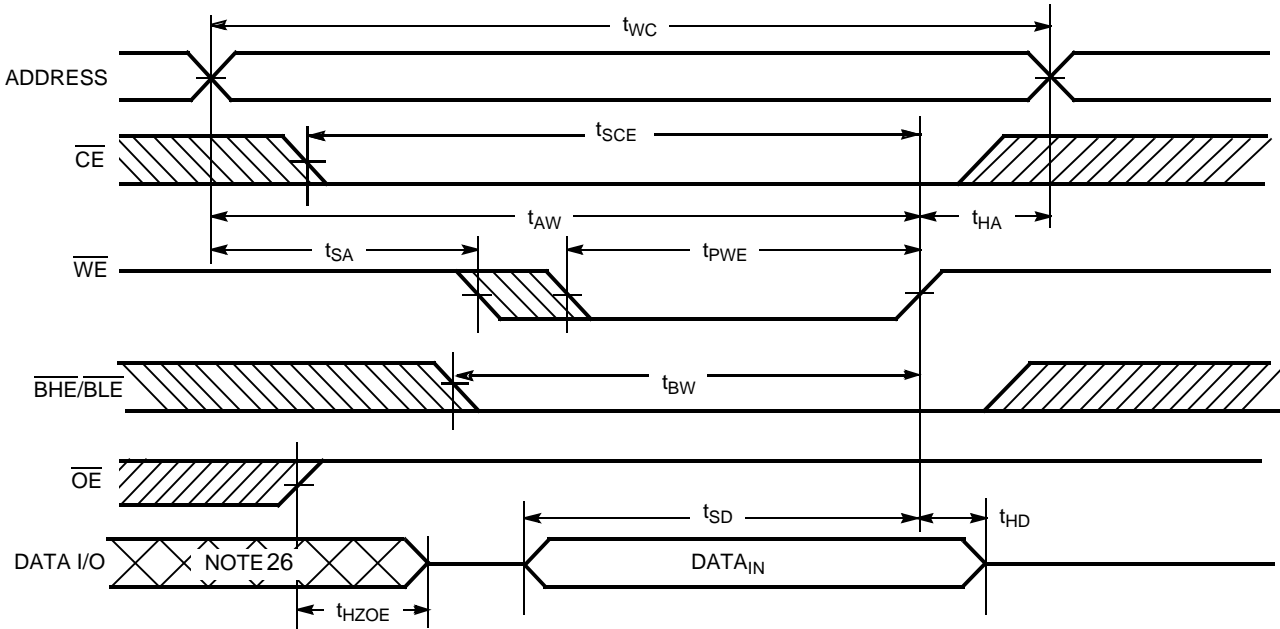 tWC
ADDRESS
tSCE
CE
tAW
tHA
tSA
tPWE
WE
tBW
BHE/BLE
OE
tSD
tHD
DATA I/O
NOTE 26
DATAIN
tHZOE